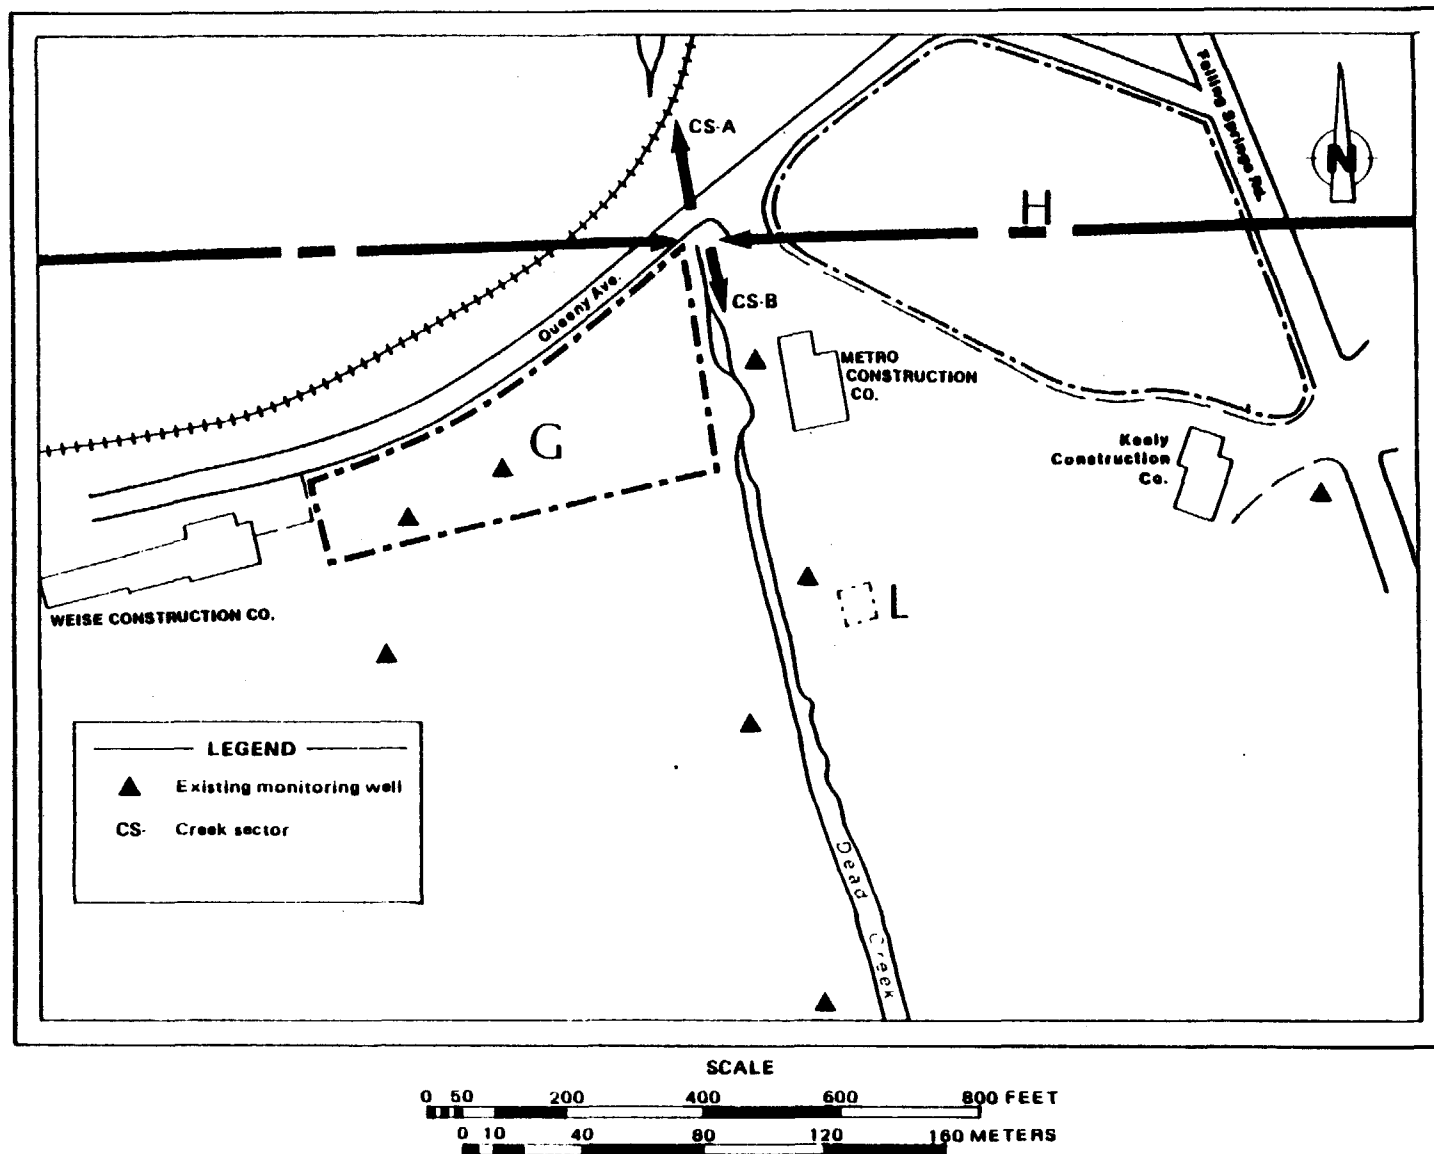 CS-A
Falling Springs Rd.
N
H
Queeny Ave.
CS-B
METRO
CONSTRUCTION
CO.
G
Keely
Construction
Co.
L
WEISE CONSTRUCTION CO.
LEGEND
Existing monitoring well
CS- Creek sector
Dead Creek
SCALE
0 50 200 400 600 800 FEET
0 10 40 80 120 160 METERS